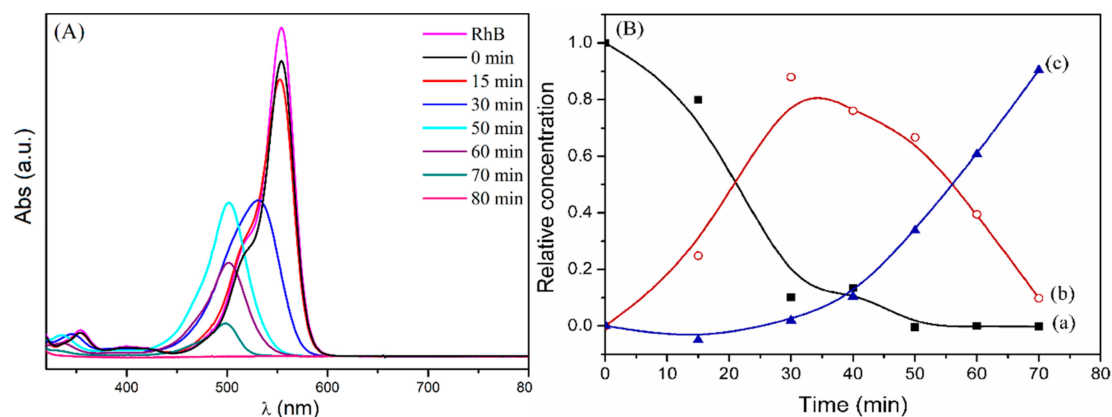 (A)
RhB
0 min
15 min
30 min
50 min
60 min
70 min
80 min
Abs (a.u.)
400 500 600 700 80
λ (nm)
(B)
1.0
0.8
0.6
0.4
0.2
0.0
Relative concentration
(c)
(b)
(a)
0 10 20 30 40 50 60 70 80
Time (min)